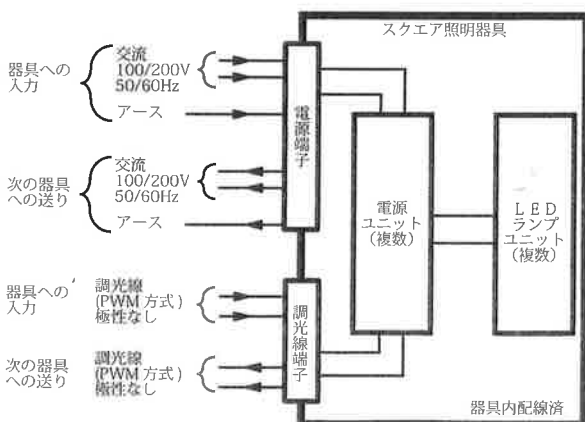 スクエア照明器具
器具への
入力
交流
100/200V
50/60Hz
アース
電源端子
次の器具
への送り
交流
100/200V
50/60Hz
アース
電源
ユニット
（複数）
LED
ランプ
ユニット
（複数）
器具への
入力
調光線
(PWM 方式)
極性なし
調光線端子
次の器具
への送り
調光線
(PWM 方式)
極性なし
器具内配線済